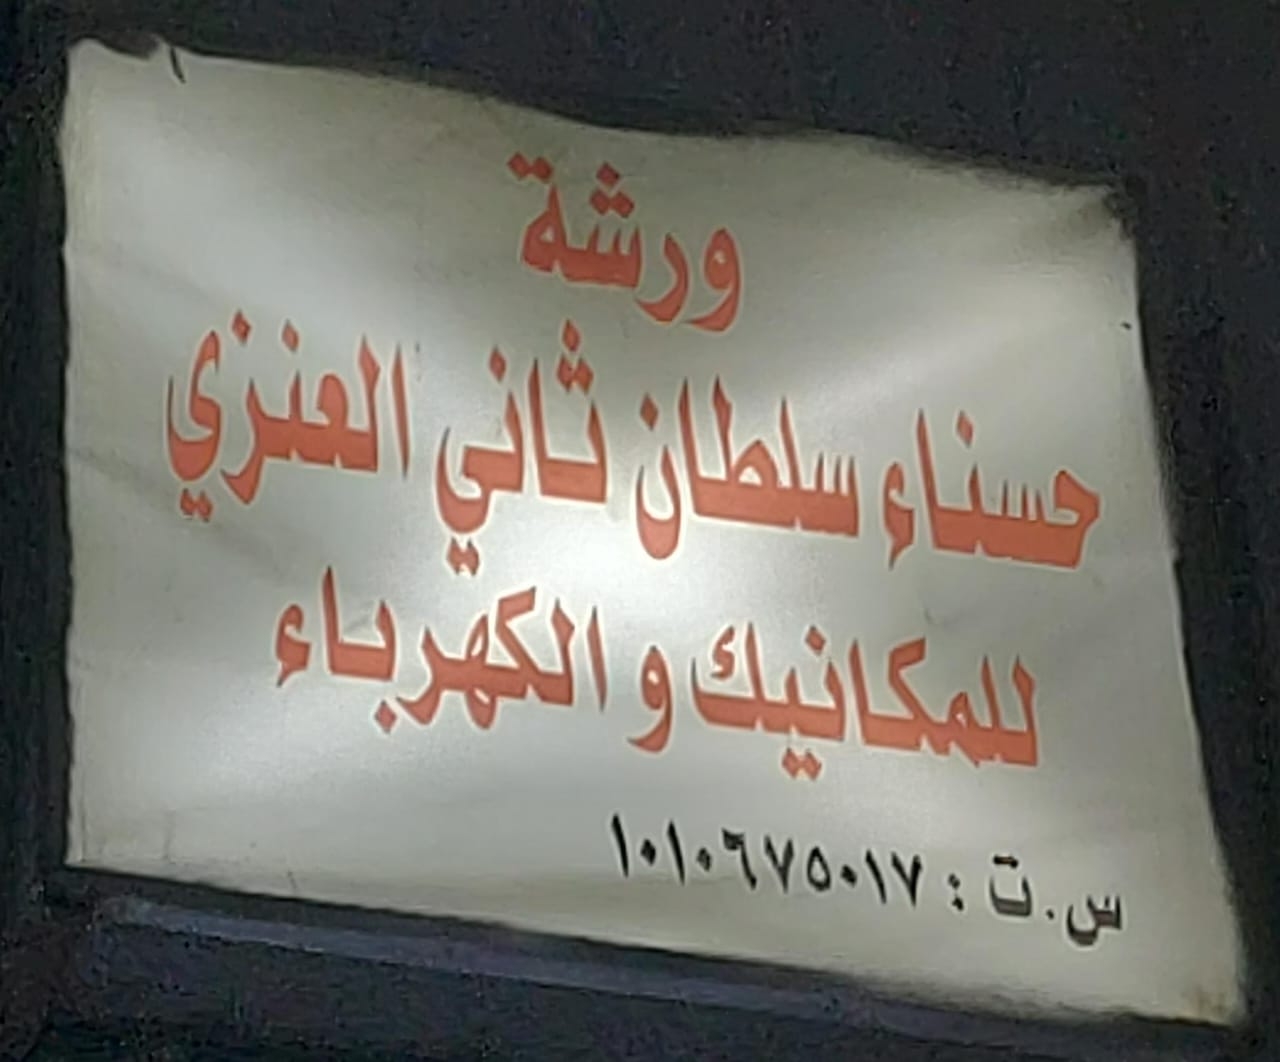 ورشة
حسناء سلطان ثاني العنزي
للمكانيك و الكهرباء
س.ت : ١٠١٠٦٧٥٠١٧